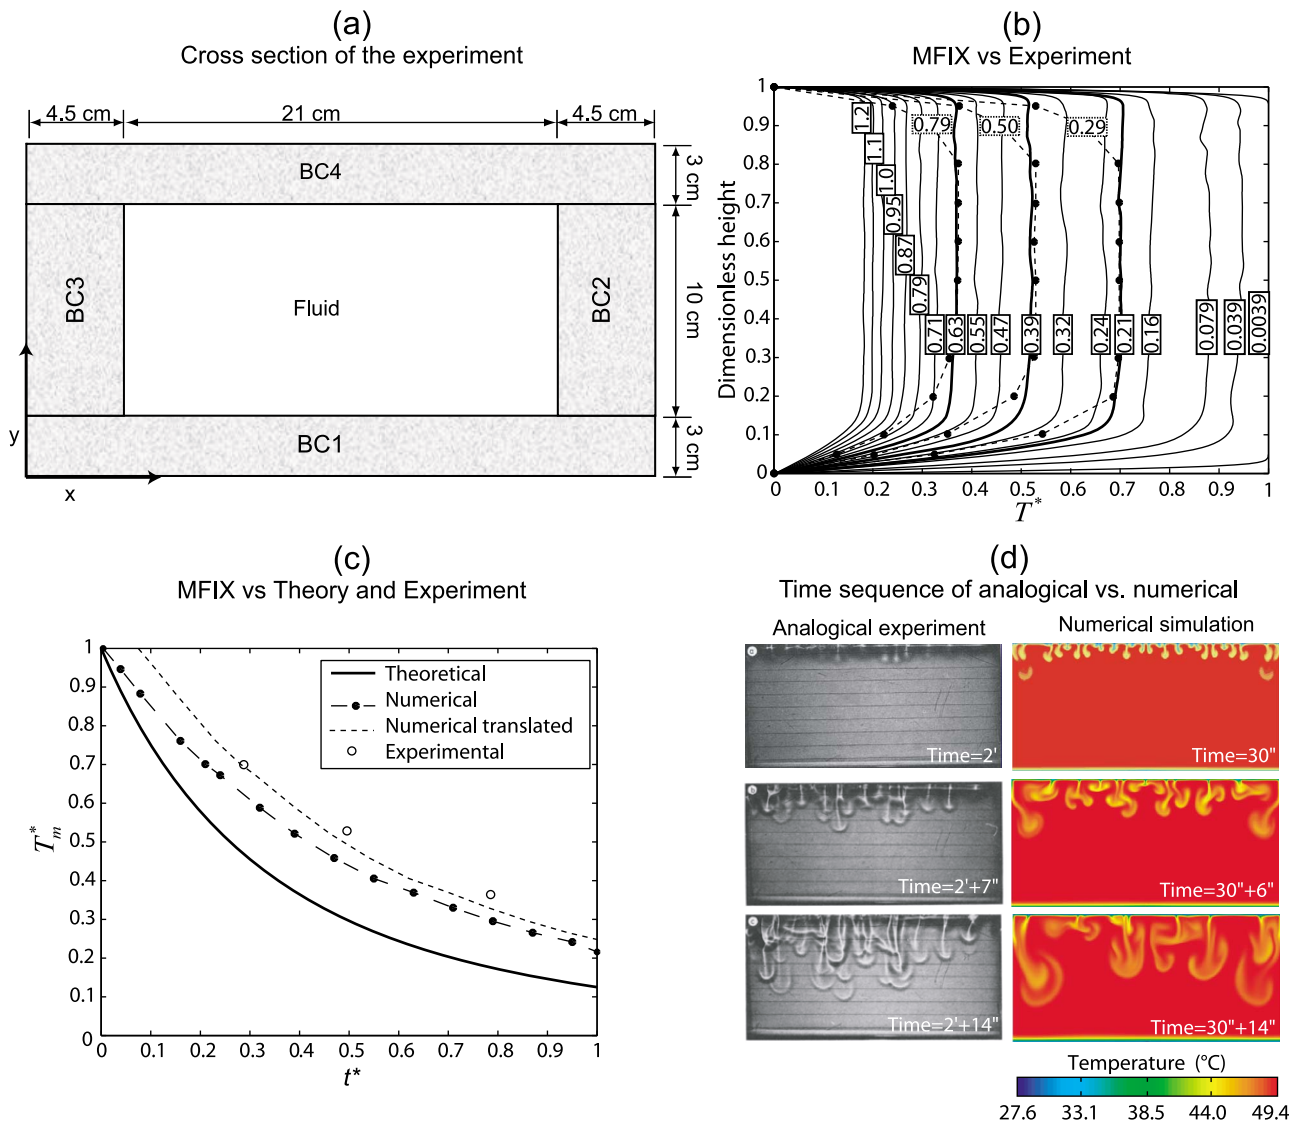 (a)
Cross section of the experiment
4.5 cm
21 cm
4.5 cm
BC4
3 cm
BC3
Fluid
BC2
10 cm
BC1
3 cm
y
x
(b)
MFIX vs Experiment
Dimensionless height
1
0.9
0.8
0.7
0.6
0.5
0.4
0.3
0.2
0.1
0
1.2
1.1
1.0
0.95
0.87
0.79
0.71
0.63
0.55
0.47
0.39
0.32
0.24
0.21
0.16
0.079
0.039
0.0039
0.79
0.50
0.29
0 0.1 0.2 0.3 0.4 0.5 0.6 0.7 0.8 0.9 1
T*
(c)
MFIX vs Theory and Experiment
T*m
1
0.9
0.8
0.7
0.6
0.5
0.4
0.3
0.2
0.1
0
Theoretical
Numerical
Numerical translated
Experimental
0 0.1 0.2 0.3 0.4 0.5 0.6 0.7 0.8 0.9 1
t*
(d)
Time sequence of analogical vs. numerical
Analogical experiment
Numerical simulation
a
Time=2'
Time=30"
b
Time=2'+7"
Time=30"+6"
c
Time=2'+14"
Time=30"+14"
Temperature (°C)
27.6 33.1 38.5 44.0 49.4